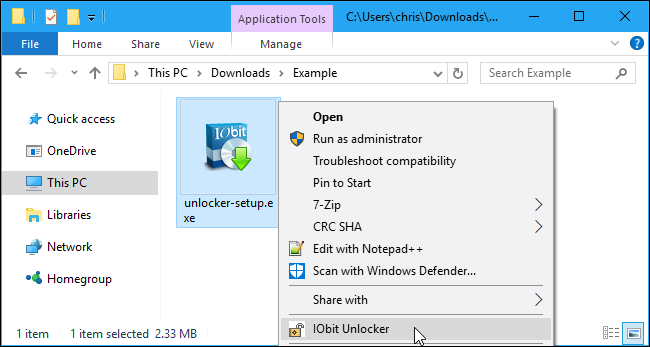 Application Tools
C:\Users\chris\Downloads\...
File
Home
Share
View
Manage
This PC
Downloads
Example
Search Example
Quick access
OneDrive
This PC
Libraries
Network
Homegroup
IObit
unlocker-setup.e
xe
Open
Run as administrator
Troubleshoot compatibility
Pin to Start
7-Zip
CRC SHA
Edit with Notepad++
Scan with Windows Defender...
Share with
IObit Unlocker
1 item
1 item selected 2.33 MB